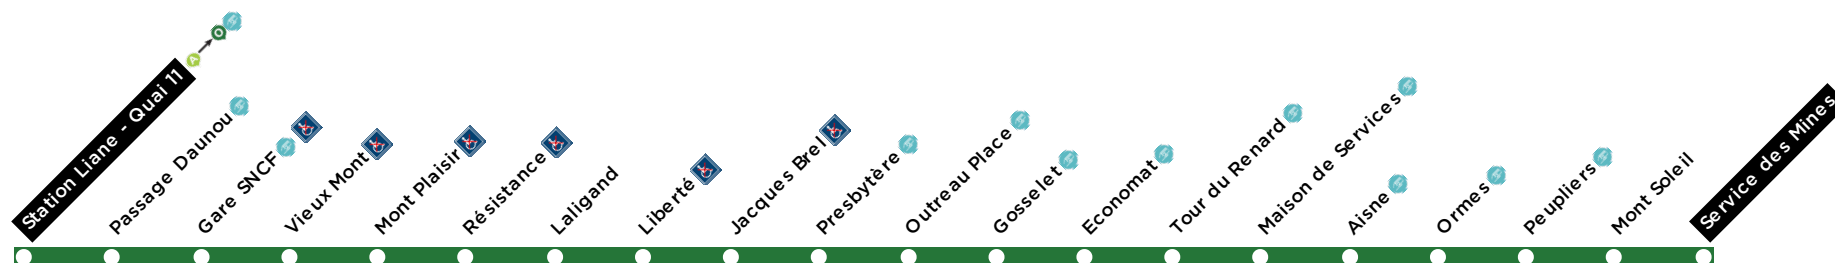 Station Liane - Quai 11
A
Passage Daunou
Gare SNCF
Vieux Mont
Mont Plaisir
Résistance
Laligand
Liberté
Jacques Brel
Presbytère
Outreau Place
Gosselet
Economat
Tour du Renard
Maison de Services
Aisne
Ormes
Peupliers
Mont Soleil
Service des Mines